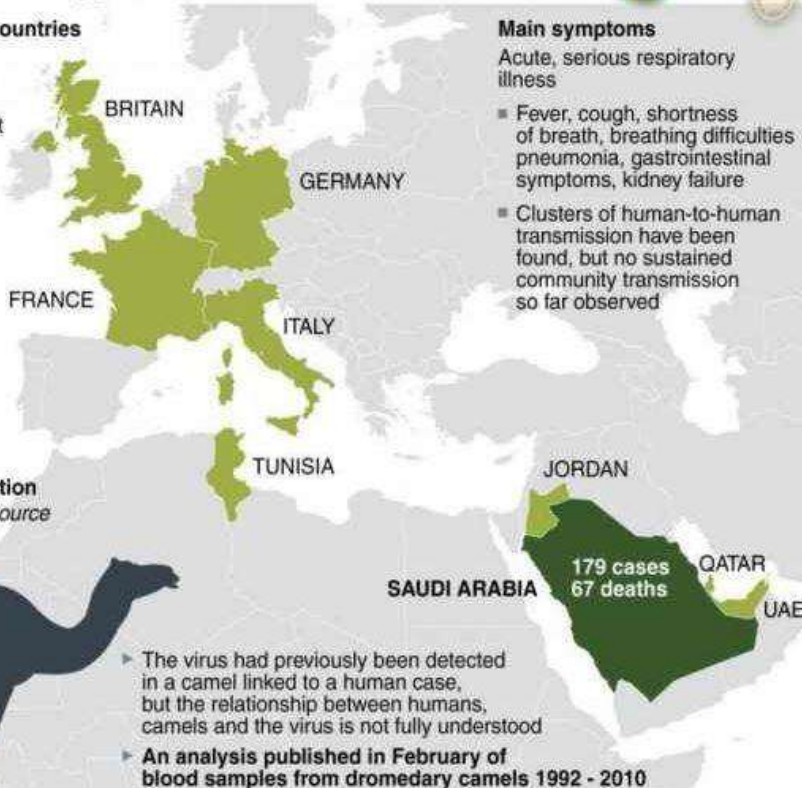 ountries
Main symptoms
Acute, serious respiratory
illness
Fever, cough, shortness
of breath, breathing difficulties
pneumonia, gastrointestinal
symptoms, kidney failure
Clusters of human-to-human
transmission have been
found, but no sustained
community transmission
so far observed
t
BRITAIN
GERMANY
FRANCE
ITALY
TUNISIA
JORDAN
179 cases
67 deaths
QATAR
SAUDI ARABIA
UAE
tion
ource
The virus had previously been detected
in a camel linked to a human case,
but the relationship between humans,
camels and the virus is not fully understood
An analysis published in February of
blood samples from dromedary camels 1992 - 2010